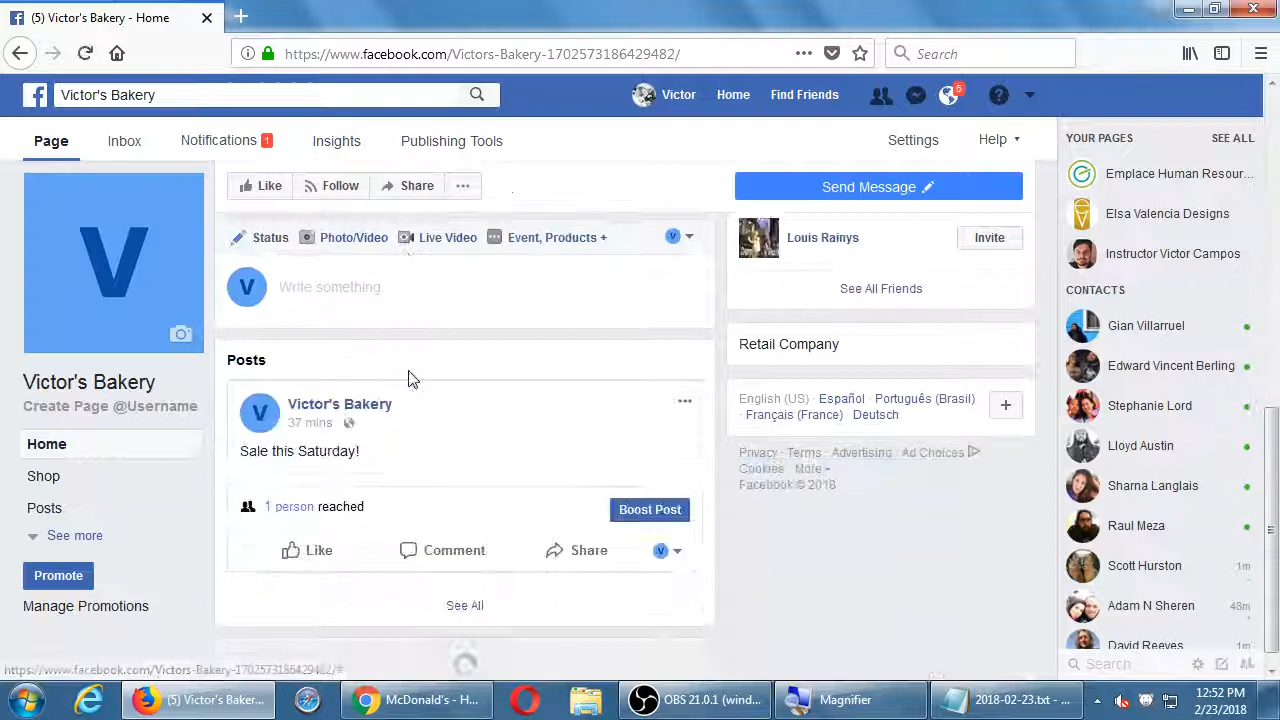 (5) Victor's Bakery - Home
https://www.facebook.com/Victors-Bakery-1702573186429482/
Search
Victor's Bakery
Victor
Home
Find Friends
5
Page
Inbox
Notifications 1
Insights
Publishing Tools
Settings
Help
Like
Follow
Share
Send Message
Status
Photo/Video
Live Video
Event, Products +
V
V
Write something.
Posts
V
Victor's Bakery
37 mins
Sale this Saturday!
1 person reached
Boost Post
Like
Comment
Share
V
See All
V
Victor's Bakery
Create Page @Username
Home
Shop
Posts
See more
Promote
Manage Promotions
Louis Rainys
Invite
See All Friends
Retail Company
English (US) · Español · Português (Brasil) · Français (France) · Deutsch
Privacy · Terms · Advertising · Ad Choices
Cookies · More
Facebook © 2018
YOUR PAGES
SEE ALL
Emplace Human Resour...
Elsa Valencia Designs
Instructor Victor Campos
CONTACTS
Gian Villarruel
Edward Vincent Berling
Stephanie Lord
Lloyd Austin
Sharna Langlais
Raul Meza
Scott Hurston 1m
Adam N Sheren 48m
David Reeves 1m
Search
https://www.facebook.com/Victors-Bakery-1702573186429482/#
(5) Victor's Baker...
McDonald's - H...
OBS 21.0.1 (wind...
Magnifier
2018-02-23.txt - ...
12:52 PM
2/23/2018